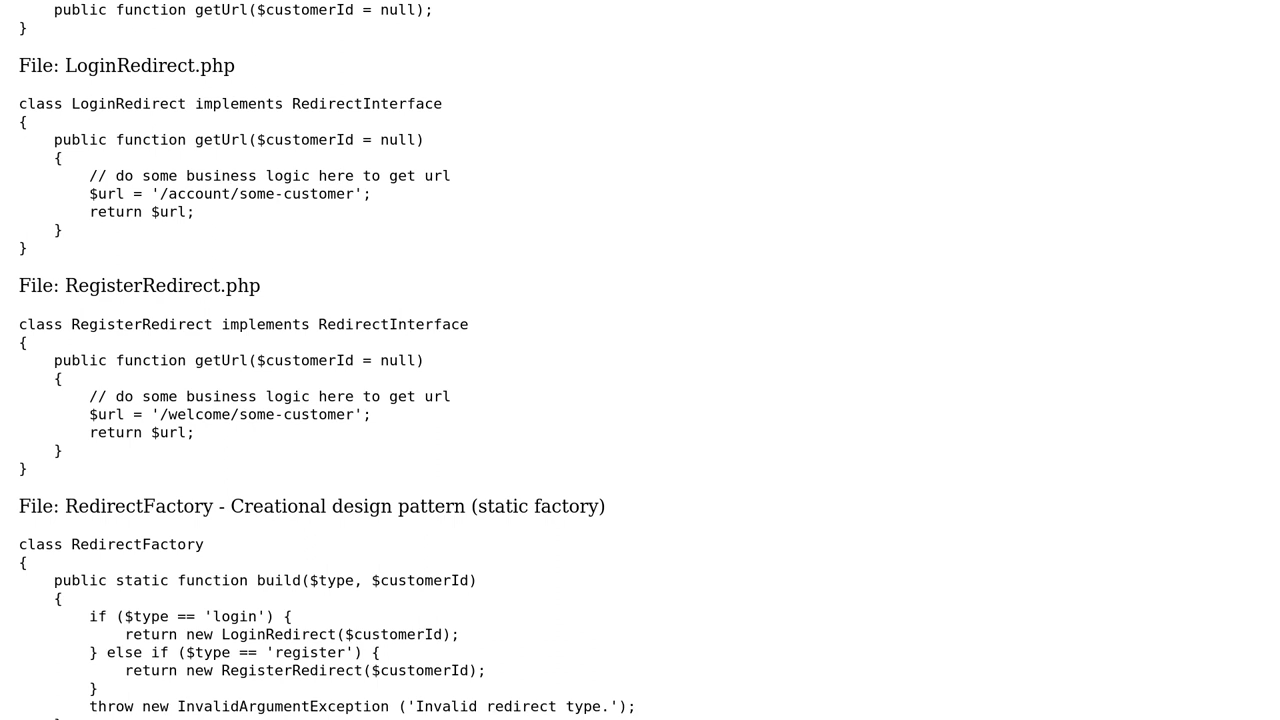 public function getUrl($customerId = null);
}
File: LoginRedirect.php
class LoginRedirect implements RedirectInterface
{
    public function getUrl($customerId = null)
    {
        // do some business logic here to get url
        $url = '/account/some-customer';
        return $url;
    }
}
File: RegisterRedirect.php
class RegisterRedirect implements RedirectInterface
{
    public function getUrl($customerId = null)
    {
        // do some business logic here to get url
        $url = '/welcome/some-customer';
        return $url;
    }
}
File: RedirectFactory - Creational design pattern (static factory)
class RedirectFactory
{
    public static function build($type, $customerId)
    {
        if ($type == 'login') {
            return new LoginRedirect($customerId);
        } else if ($type == 'register') {
            return new RegisterRedirect($customerId);
        }
        throw new InvalidArgumentException ('Invalid redirect type.');